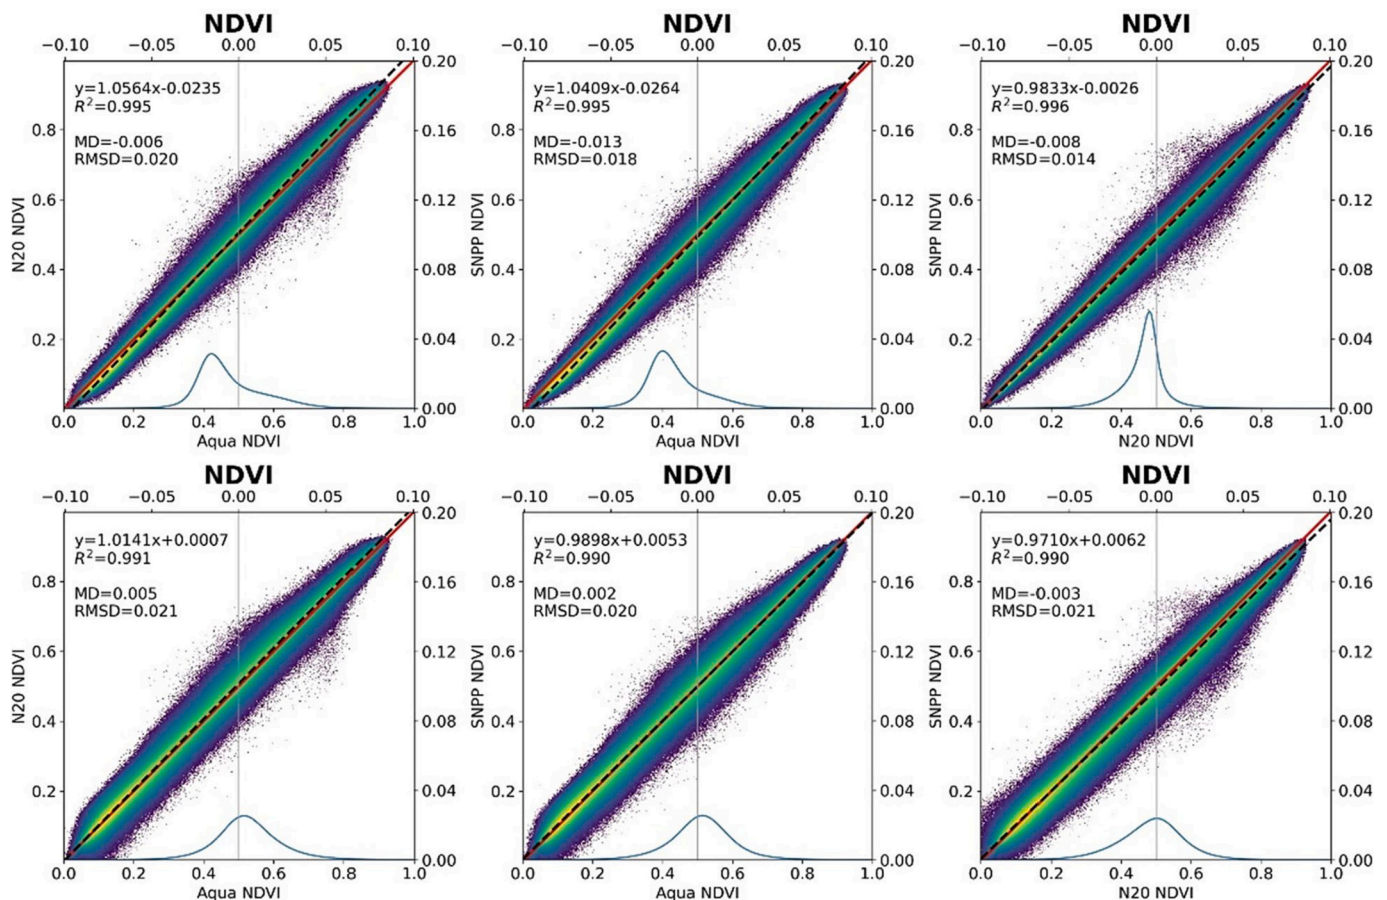 NDVI
−0.10 −0.05 0.00 0.05 0.10
y=1.0564x-0.0235
R²=0.995
MD=-0.006
RMSD=0.020
N20 NDVI
0.8
0.6
0.4
0.2
0.20
0.16
0.12
0.08
0.04
0.00
0.0 0.2 0.4 0.6 0.8 1.0
Aqua NDVI
NDVI
−0.10 −0.05 0.00 0.05 0.10
y=1.0409x-0.0264
R²=0.995
MD=-0.013
RMSD=0.018
SNPP NDVI
0.8
0.6
0.4
0.2
0.20
0.16
0.12
0.08
0.04
0.00
0.0 0.2 0.4 0.6 0.8 1.0
Aqua NDVI
NDVI
−0.10 −0.05 0.00 0.05 0.10
y=0.9833x-0.0026
R²=0.996
MD=-0.008
RMSD=0.014
SNPP NDVI
0.8
0.6
0.4
0.2
0.20
0.16
0.12
0.08
0.04
0.00
0.0 0.2 0.4 0.6 0.8 1.0
N20 NDVI
NDVI
−0.10 −0.05 0.00 0.05 0.10
y=1.0141x+0.0007
R²=0.991
MD=0.005
RMSD=0.021
N20 NDVI
0.8
0.6
0.4
0.2
0.20
0.16
0.12
0.08
0.04
0.00
0.0 0.2 0.4 0.6 0.8 1.0
Aqua NDVI
NDVI
−0.10 −0.05 0.00 0.05 0.10
y=0.9898x+0.0053
R²=0.990
MD=0.002
RMSD=0.020
SNPP NDVI
0.8
0.6
0.4
0.2
0.20
0.16
0.12
0.08
0.04
0.00
0.0 0.2 0.4 0.6 0.8 1.0
Aqua NDVI
NDVI
−0.10 −0.05 0.00 0.05 0.10
y=0.9710x+0.0062
R²=0.990
MD=-0.003
RMSD=0.021
SNPP NDVI
0.8
0.6
0.4
0.2
0.20
0.16
0.12
0.08
0.04
0.00
0.0 0.2 0.4 0.6 0.8 1.0
N20 NDVI